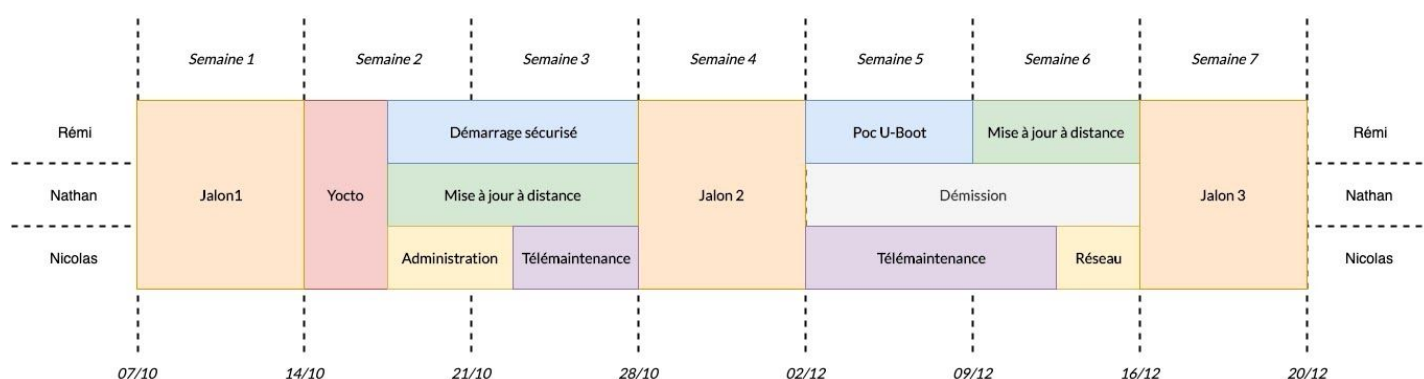 Semaine 1
Semaine 2
Semaine 3
Semaine 4
Semaine 5
Semaine 6
Semaine 7
Rémi
Démarrage sécurisé
Poc U-Boot
Mise à jour à distance
Rémi
Nathan
Jalon1
Yocto
Mise à jour à distance
Jalon 2
Démission
Jalon 3
Nathan
Nicolas
Administration
Télémaintenance
Télémaintenance
Réseau
Nicolas
07/10
14/10
21/10
28/10
02/12
09/12
16/12
20/12